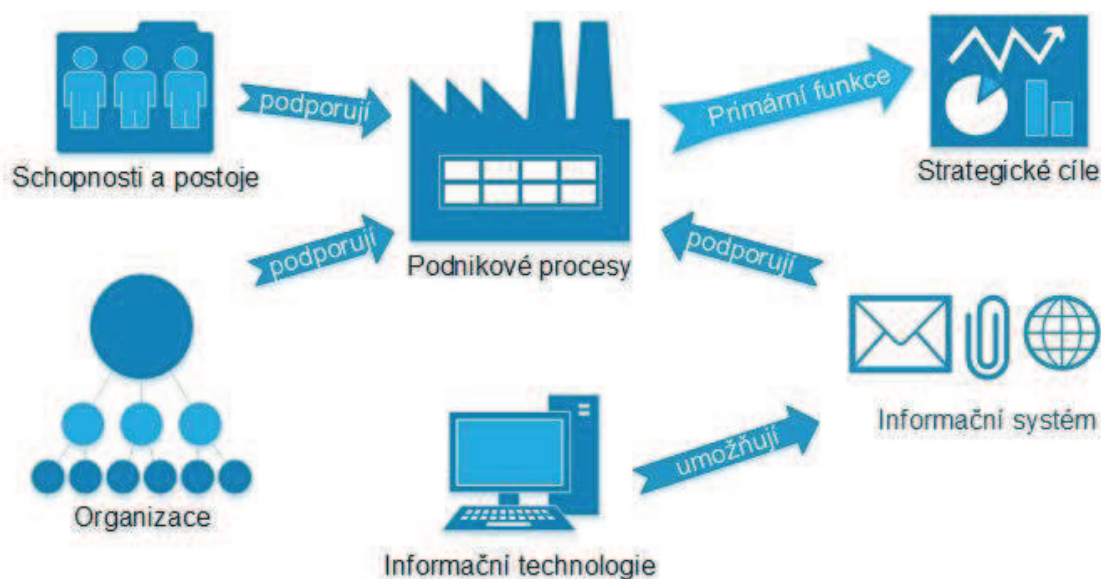 podporují
Primární funkce
Schopnosti a postoje
Strategické cíle
podporují
podporují
Podnikové procesy
Informační systém
umožňují
Organizace
Informační technologie